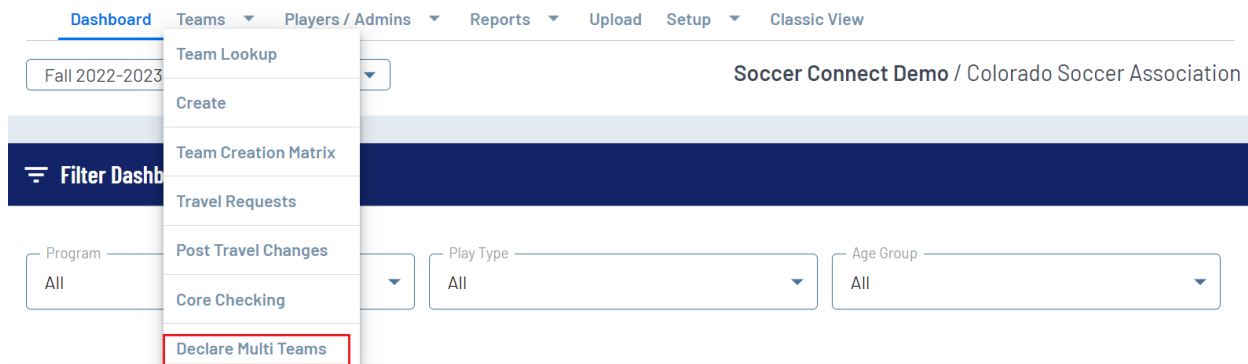 Dashboard Teams Players / Admins Reports Upload Setup Classic View
Team Lookup
Fall 2022-2023
Soccer Connect Demo / Colorado Soccer Association
Create
Team Creation Matrix
Filter Dashb
Travel Requests
Post Travel Changes
Program
All
Play Type
All
Age Group
All
Core Checking
Declare Multi Teams